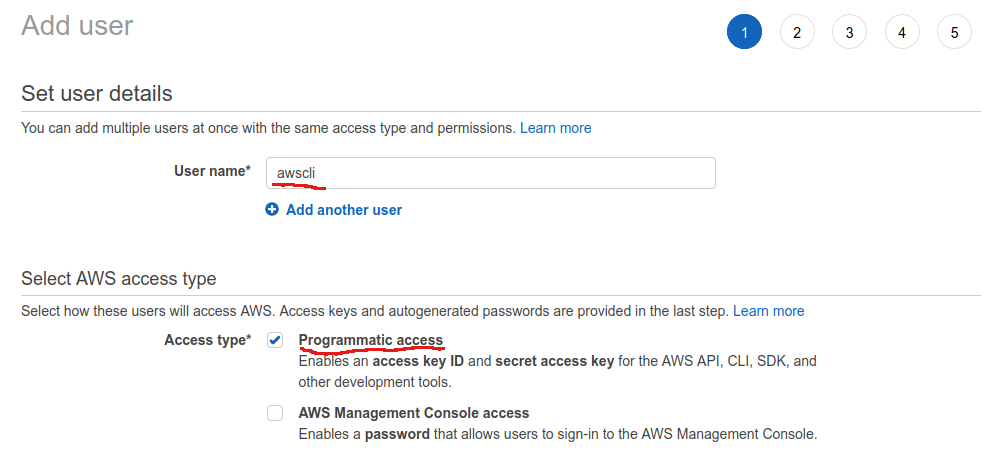 Add user
1 2 3 4 5
Set user details
You can add multiple users at once with the same access type and permissions. Learn more
User name* awscli
Add another user
Select AWS access type
Select how these users will access AWS. Access keys and autogenerated passwords are provided in the last step. Learn more
Access type* Programmatic access
Enables an access key ID and secret access key for the AWS API, CLI, SDK, and
other development tools.
AWS Management Console access
Enables a password that allows users to sign-in to the AWS Management Console.